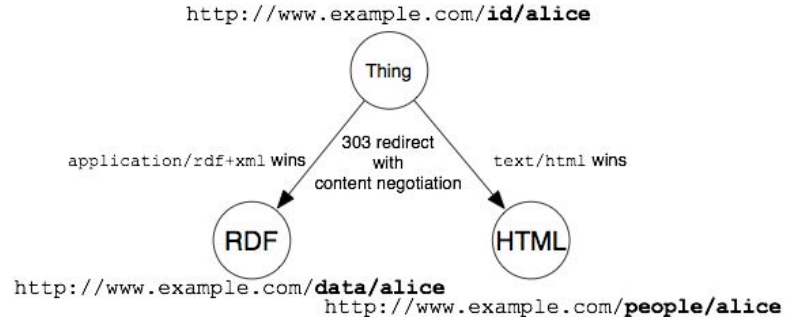 http://www.example.com/id/alice
Thing
303 redirect
with
content negotiation
application/rdf+xml wins
text/html wins
RDF
HTML
http://www.example.com/data/alice
http://www.example.com/people/alice